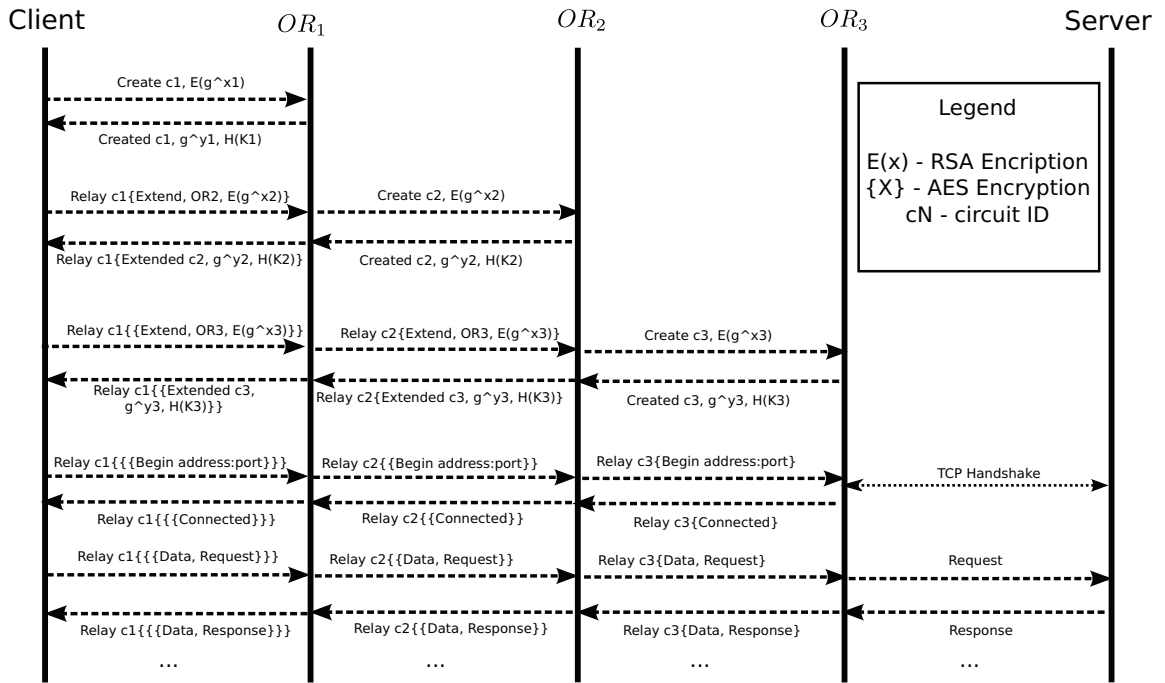 Client
OR1
OR2
OR3
Server
Create c1, E(g^x1)
Created c1, g^y1, H(K1)
Legend
E(x) - RSA Encription
{X} - AES Encryption
cN - circuit ID
Relay c1{Extend, OR2, E(g^x2)}
Create c2, E(g^x2)
Relay c1{Extended c2, g^y2, H(K2)}
Created c2, g^y2, H(K2)
Relay c1{{Extend, OR3, E(g^x3)}}
Relay c2{Extend, OR3, E(g^x3)}
Create c3, E(g^x3)
Relay c1{{Extended c3,
g^y3, H(K3)}}
Relay c2{Extended c3, g^y3, H(K3)}
Created c3, g^y3, H(K3)
Relay c1{{{Begin address:port}}}
Relay c2{{Begin address:port}}
Relay c3{Begin address:port}
TCP Handshake
Relay c1{{{Connected}}}
Relay c2{{Connected}}
Relay c3{Connected}
Relay c1{{{Data, Request}}}
Relay c2{{Data, Request}}
Relay c3{Data, Request}
Request
Relay c1{{{Data, Response}}}
Relay c2{{Data, Response}}
Relay c3{Data, Response}
Response
...
...
...
...